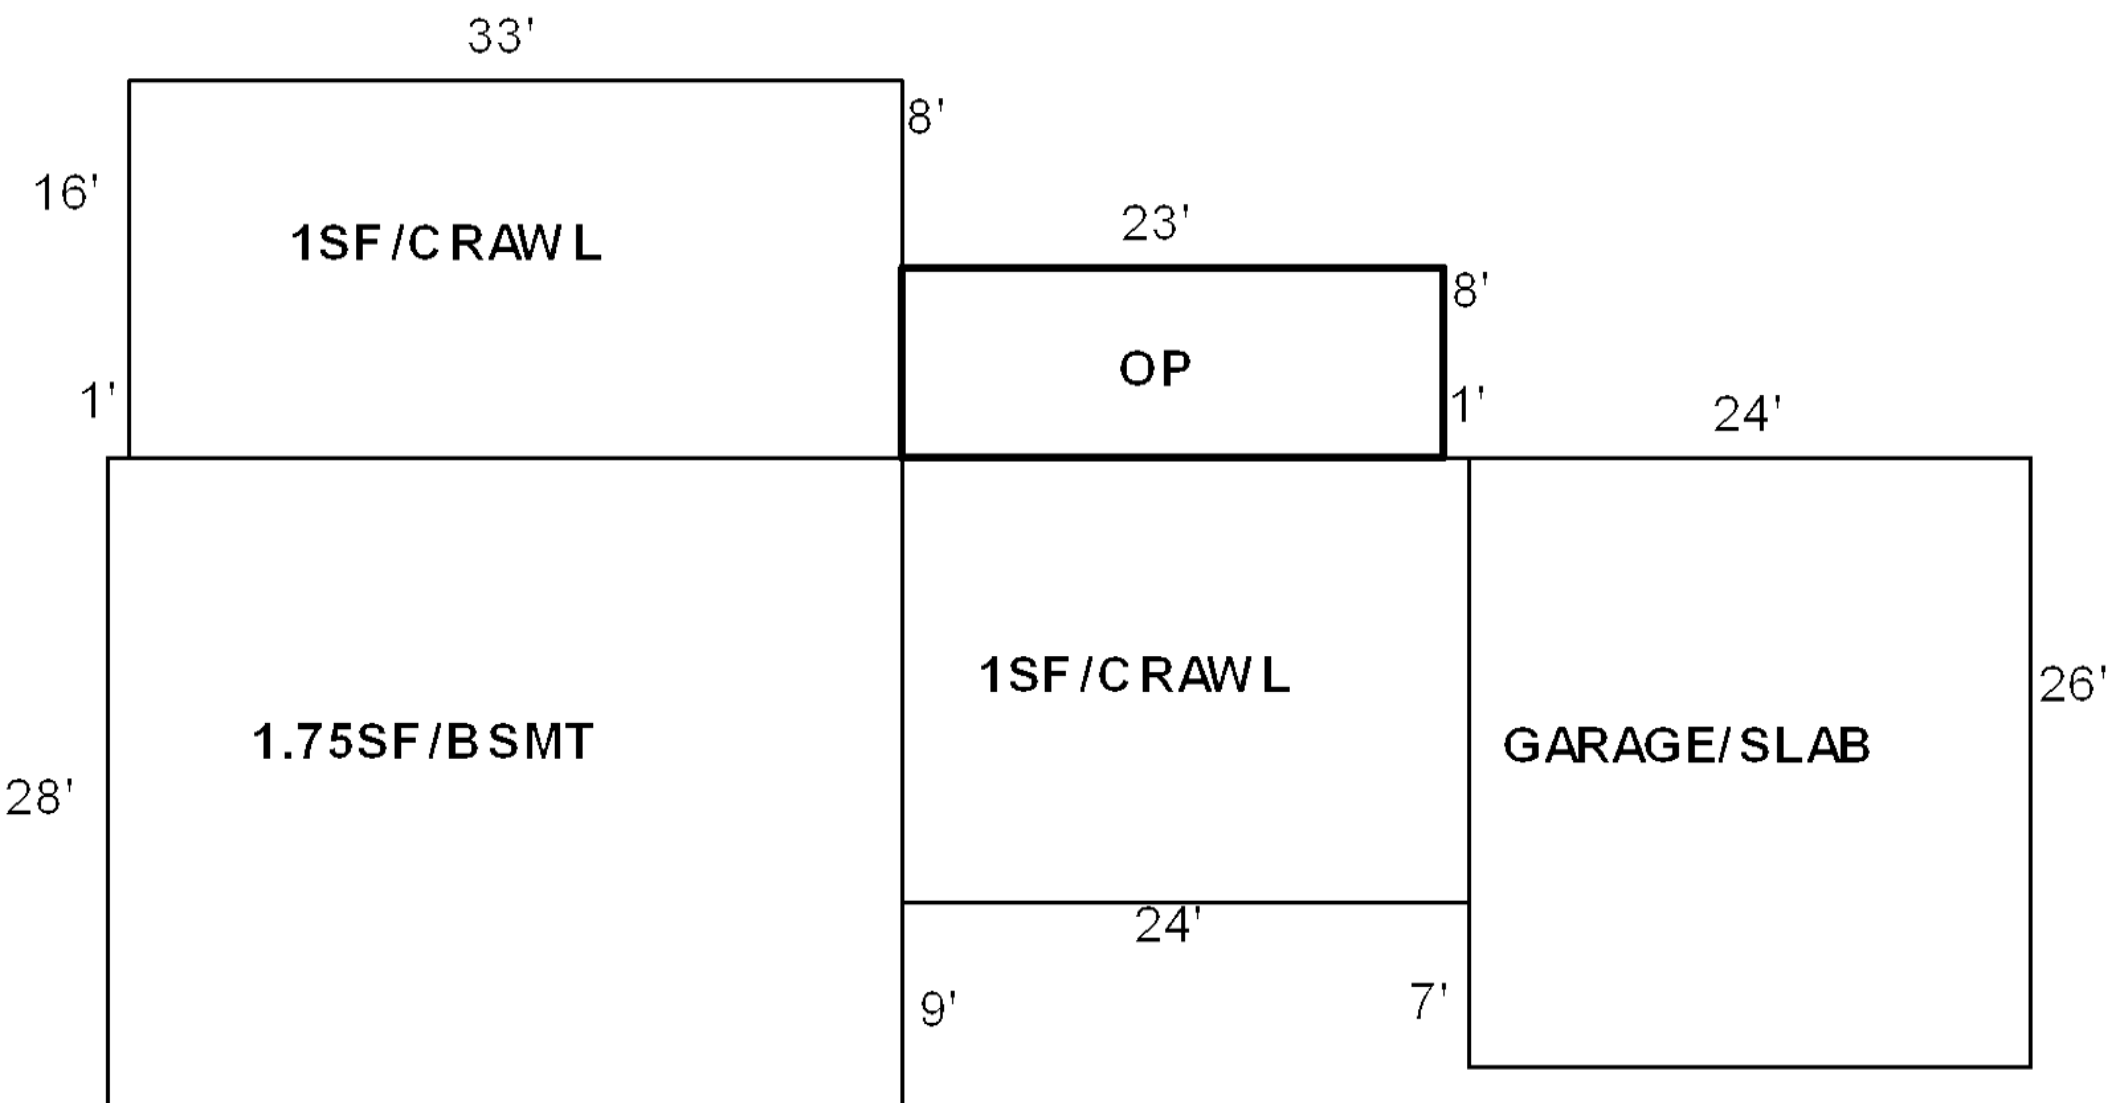 33'
8'
16'
1SF/CRAWL
23'
8'
OP
1'
1'
24'
1SF/CRAWL
26'
1.75SF/BSMT
GARAGE/SLAB
28'
24'
9'
7'